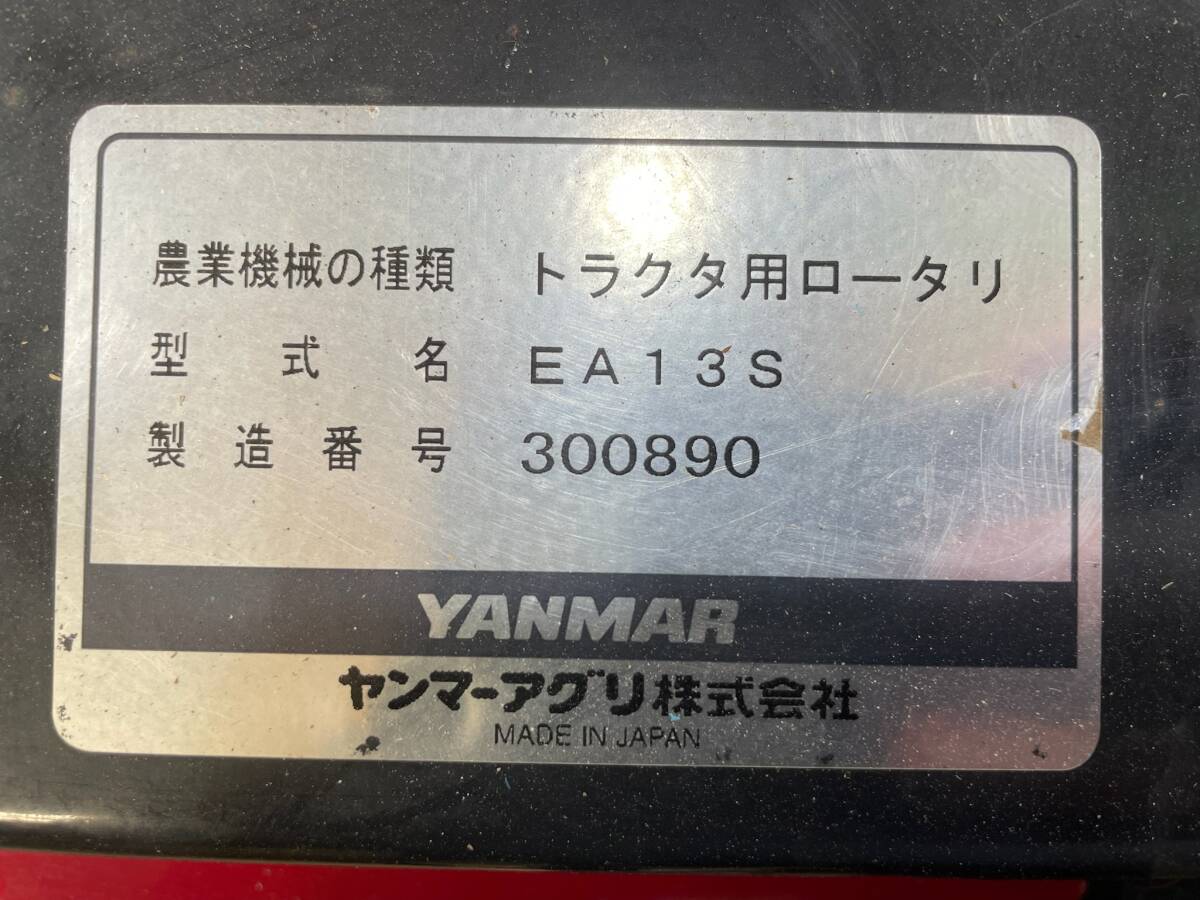 農業機械の種類 トラクタ用ロータリ
型式名 EA13S
製造番号 300890
YANMAR
ヤンマーアグリ株式会社
MADE IN JAPAN